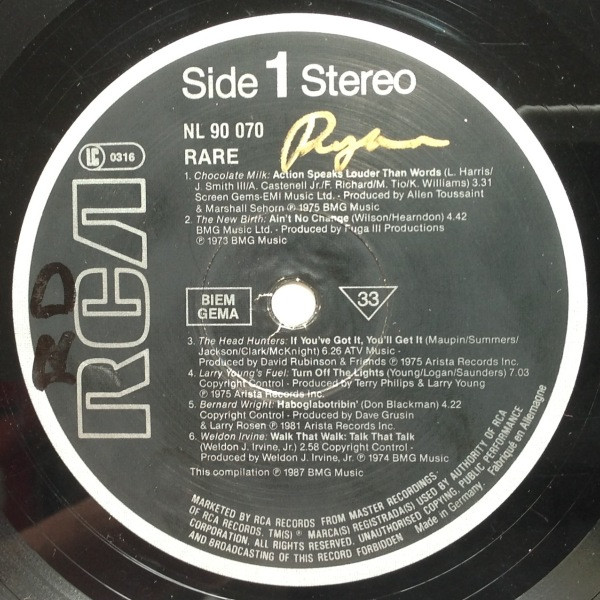 Side 1 Stereo
NL 90 070
RARE
Ryan
LC 0316
RCA
RD
1. Chocolate Milk: Action Speaks Louder Than Words (L. Harris/
J. Smith III/A. Castenell Jr/F. Richard/M. Tio/K. Williams) 3.31
Screen Gems-EMI Music Ltd. - Produced by Allen Toussaint
& Marshall Sehorn ℗ 1975 BMG Music
2. The New Birth: Ain't No Change (Wilson/Hearndon) 4.42
BMG Music Ltd. - Produced by Fuga III Productions
℗ 1973 BMG Music
BIEM
GEMA
33
3. The Head Hunters: If You've Got It, You'll Get It (Maupin/Summers/
Jackson/Clark/McKnight) 6.26 ATV Music -
Produced by David Rubinson & Friends ℗ 1975 Arista Records Inc.
4. Larry Young's Fuel: Turn Off The Lights (Young/Logan/Saunders) 7.03
Copyright Control - Produced by Terry Philips & Larry Young
℗ 1975 Arista Records Inc.
5. Bernard Wright: Haboglabotribin' (Don Blackman) 4.22
Copyright Control - Produced by Dave Grusin
& Larry Rosen ℗ 1981 Arista Records Inc.
6. Weldon Irvine: Walk That Walk: Talk That Talk
(Weldon J. Irvine, Jr.) 2.58 Copyright Control -
Produced by Weldon J. Irvine, Jr. ℗ 1974 BMG Music
This compilation ℗ 1987 BMG Music
MARKETED BY RCA RECORDS FROM MASTER RECORDINGS,
OF RCA RECORDS. TM(S) ® MARCA(S) REGISTRADA(S) USED BY AUTHORITY OF RCA
CORPORATION. ALL RIGHTS RESERVED. UNAUTHORISED COPYING, PUBLIC PERFORMANCE
AND BROADCASTING OF THIS RECORD FORBIDDEN
Made in Germany. Fabriqué en Allemagne